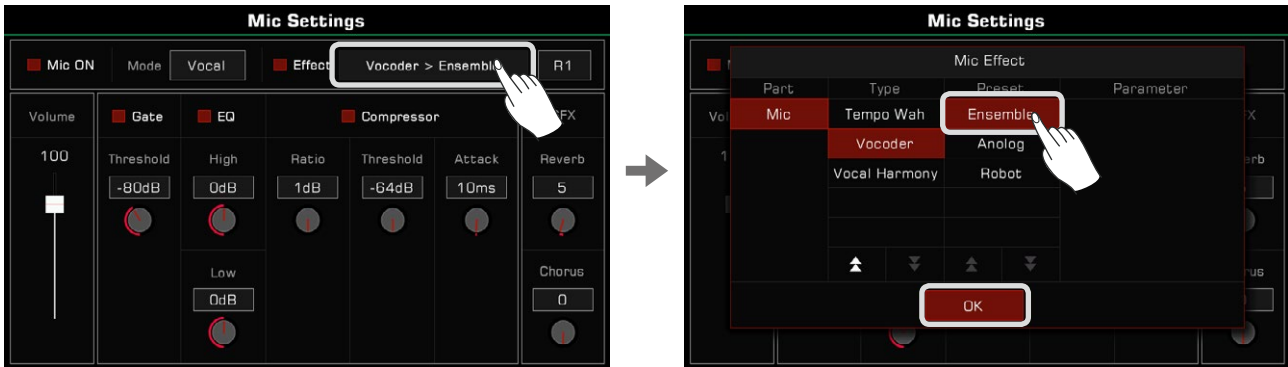 Mic Settings
Mic ON Mode Vocal Effect Vocoder > Ensemble R1
Volume Gate EQ Compressor FX
100 Threshold High Ratio Threshold Attack Reverb
-80dB 0dB 1dB -64dB 10ms 5
Low Chorus
0dB 0
Mic Settings
Mic Effect
Part Type Preset Parameter
Mic Tempo Wah Ensemble
Vocoder Anolog
Vocal Harmony Robot
OK